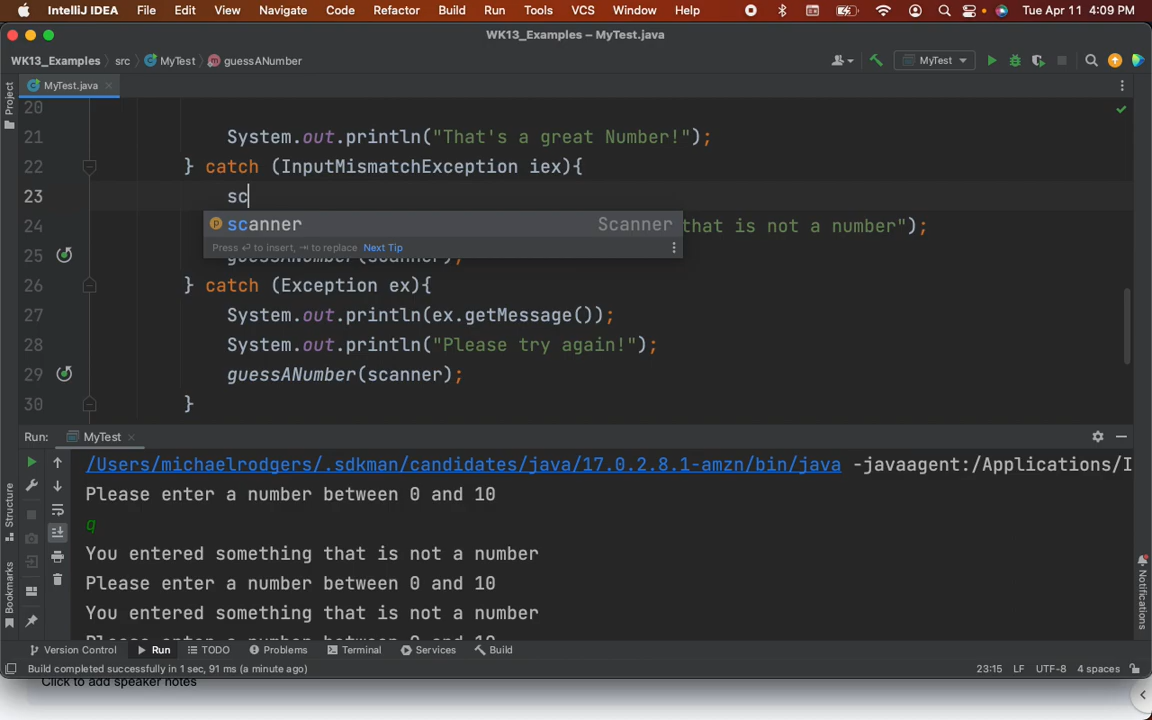 IntelliJ IDEA File Edit View Navigate Code Refactor Build Run Tools VCS Window Help Tue Apr 11 4:09 PM
WK13_Examples – MyTest.java
WK13_Examples src MyTest guessANumber MyTest
Project
MyTest.java
20
21 System.out.println("That's a great Number!");
22 } catch (InputMismatchException iex){
23 sc
scanner Scanner
24 that is not a number");
Press ⏎ to insert, ⇥ to replace Next Tip
25 guessANumber(scanner);
26 } catch (Exception ex){
27 System.out.println(ex.getMessage());
28 System.out.println("Please try again!");
29 guessANumber(scanner);
30 }
Run: MyTest
/Users/michaelrodgers/.sdkman/candidates/java/17.0.2.8.1-amzn/bin/java -javaagent:/Applications/I
Please enter a number between 0 and 10
q
You entered something that is not a number
Please enter a number between 0 and 10
You entered something that is not a number
Please enter a number between 0 and 10
Structure
Bookmarks
Notifications
Version Control Run TODO Problems Terminal Services Build
Build completed successfully in 1 sec, 91 ms (a minute ago) 23:15 LF UTF-8 4 spaces
Click to add speaker notes